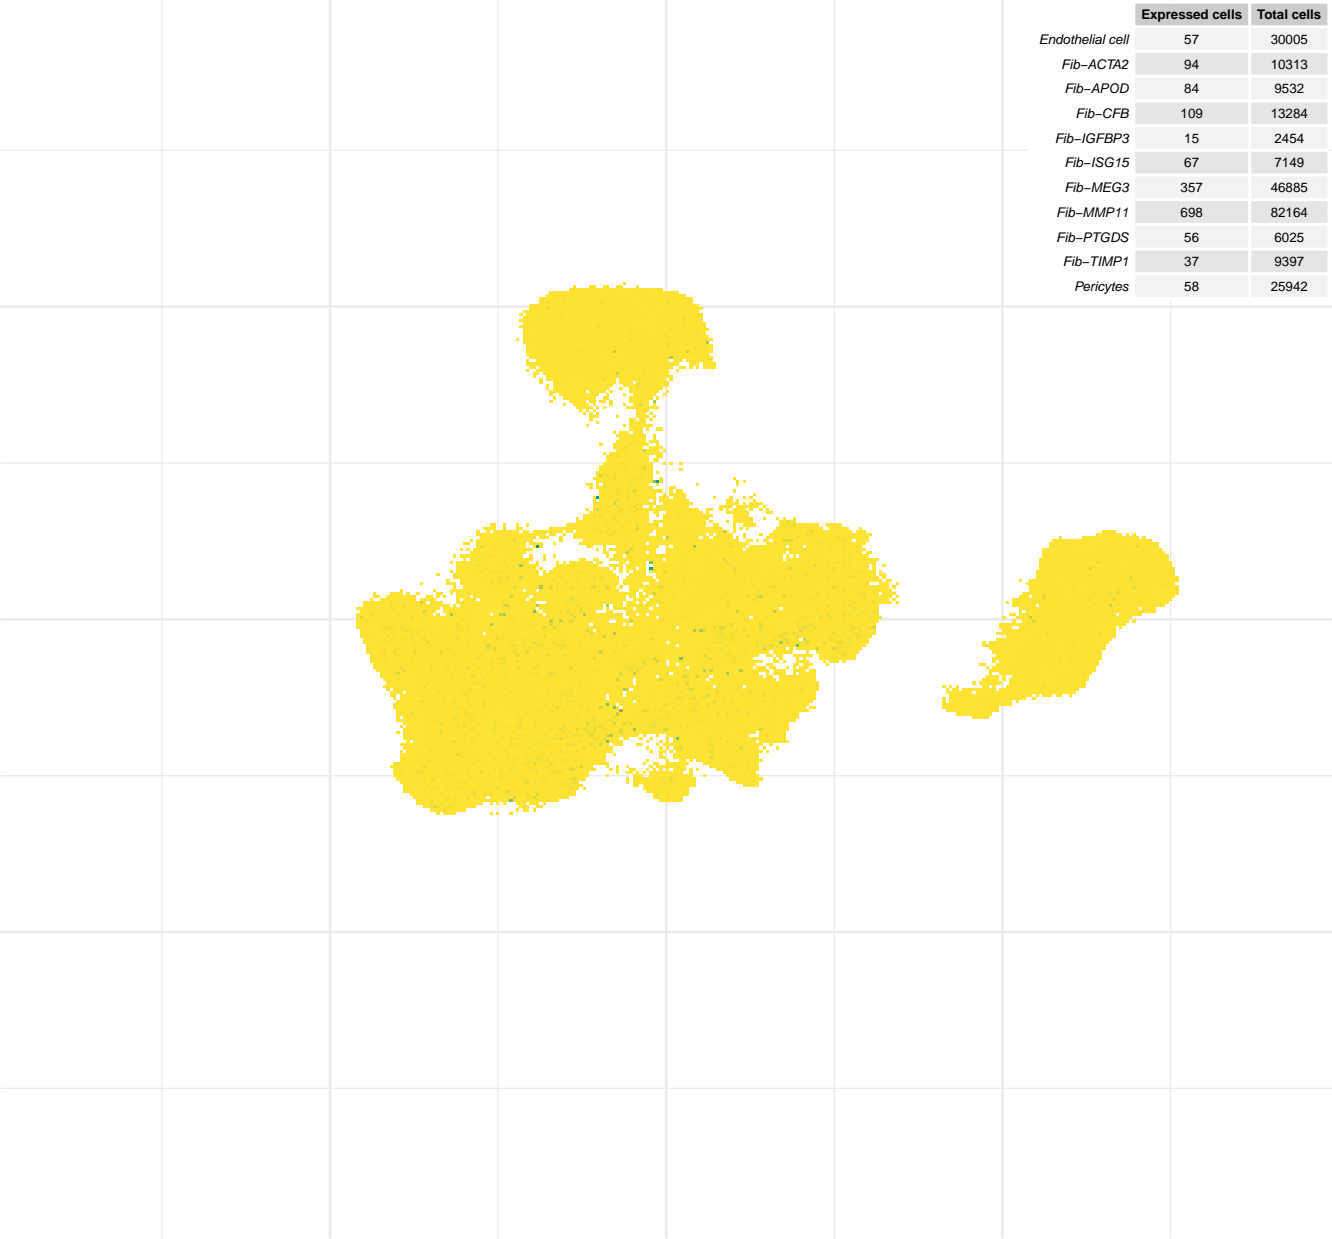 Expressed cells Total cells
Endothelial cell 57 30005
Fib−ACTA2 94 10313
Fib−APOD 84 9532
Fib−CFB 109 13284
Fib−IGFBP3 15 2454
Fib−ISG15 67 7149
Fib−MEG3 357 46885
Fib−MMP11 698 82164
Fib−PTGDS 56 6025
Fib−TIMP1 37 9397
Pericytes 58 25942